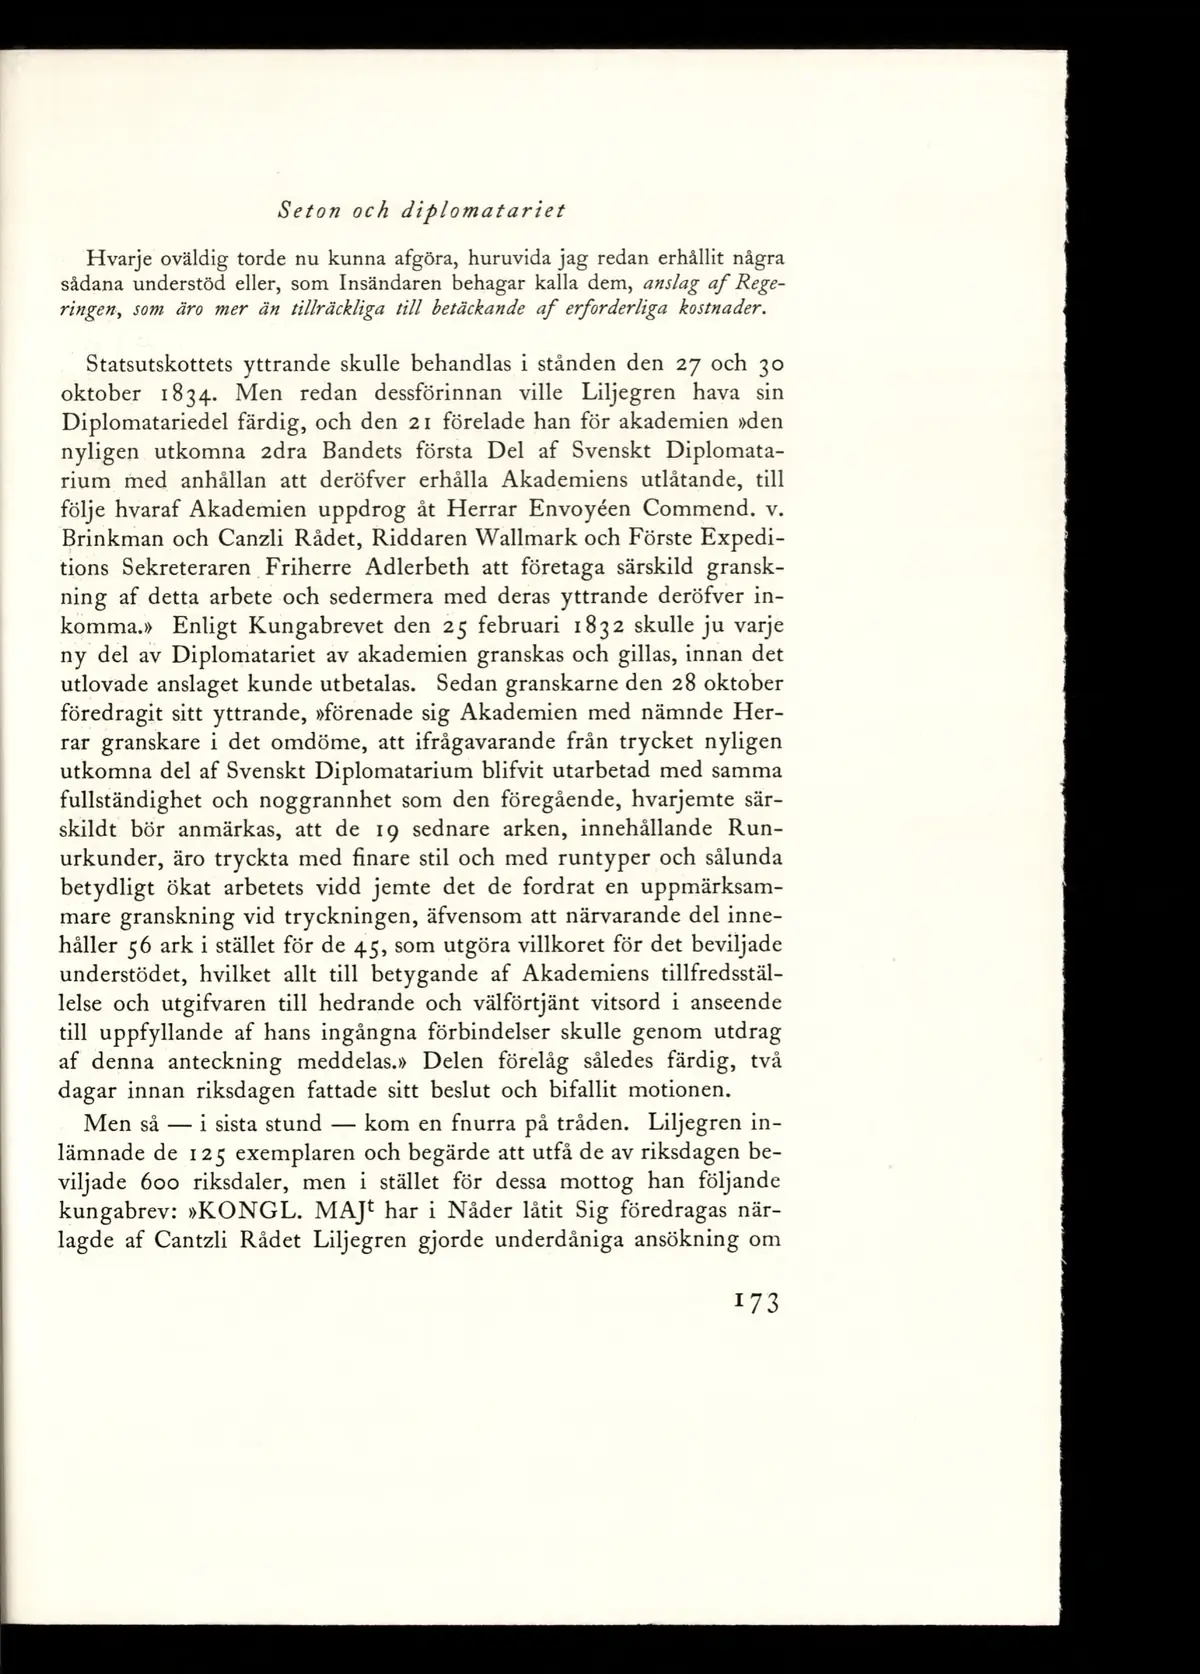 Seton och diplomatariet
Hvarje oväldig torde nu kunna afgöra, huruvida jag redan erhållit några
sådana understöd eller, som Insändaren behagar kalla dem, anslag af Rege-
ringen, som äro mer än tillräckliga till betäckande af erforderliga kostnader.
Statsutskottets yttrande skulle behandlas i stånden den 27 och 30
oktober 1834. Men redan dessförinnan ville Liljegren hava sin
Diplomatariedel färdig, och den 21 förelade han för akademien »den
nyligen utkomna 2dra Bandets första Del af Svenskt Diplomata-
rium med anhållan att deröfver erhålla Akademiens utlåtande, till
följe hvaraf Akademien uppdrog åt Herrar Envoyéen Commend. v.
Brinkman och Canzli Rådet, Riddaren Wallmark och Förste Expedi-
tions Sekreteraren Friherre Adlerbeth att företaga särskild gransk-
ning af detta arbete och sedermera med deras yttrande deröfver in-
komma.» Enligt Kungabrevet den 25 februari 1832 skulle ju varje
ny del av Diplomatariet av akademien granskas och gillas, innan det
utlovade anslaget kunde utbetalas. Sedan granskarne den 28 oktober
föredragit sitt yttrande, »förenade sig Akademien med nämnde Her-
rar granskare i det omdöme, att ifrågavarande från trycket nyligen
utkomna del af Svenskt Diplomatarium blifvit utarbetad med samma
fullständighet och noggrannhet som den föregående, hvarjemte sär-
skildt bör anmärkas, att de 19 sednare arken, innehållande Run-
urkunder, äro tryckta med finare stil och med runtyper och sålunda
betydligt ökat arbetets vidd jemte det de fordrat en uppmärksam-
mare granskning vid tryckningen, äfvensom att närvarande del inne-
håller 56 ark i stället för de 45, som utgöra villkoret för det beviljade
understödet, hvilket allt till betygande af Akademiens tillfredsstäl-
lelse och utgifvaren till hedrande och välförtjänt vitsord i anseende
till uppfyllande af hans ingångna förbindelser skulle genom utdrag
af denna anteckning meddelas.» Delen förelåg således färdig, två
dagar innan riksdagen fattade sitt beslut och bifallit motionen.
Men så — i sista stund — kom en fnurra på tråden. Liljegren in-
lämnade de 125 exemplaren och begärde att utfå de av riksdagen be-
viljade 600 riksdaler, men i stället för dessa mottog han följande
kungabrev: »KONGL. MAJt har i Nåder låtit Sig föredragas när-
lagde af Cantzli Rådet Liljegren gjorde underdåniga ansökning om
173